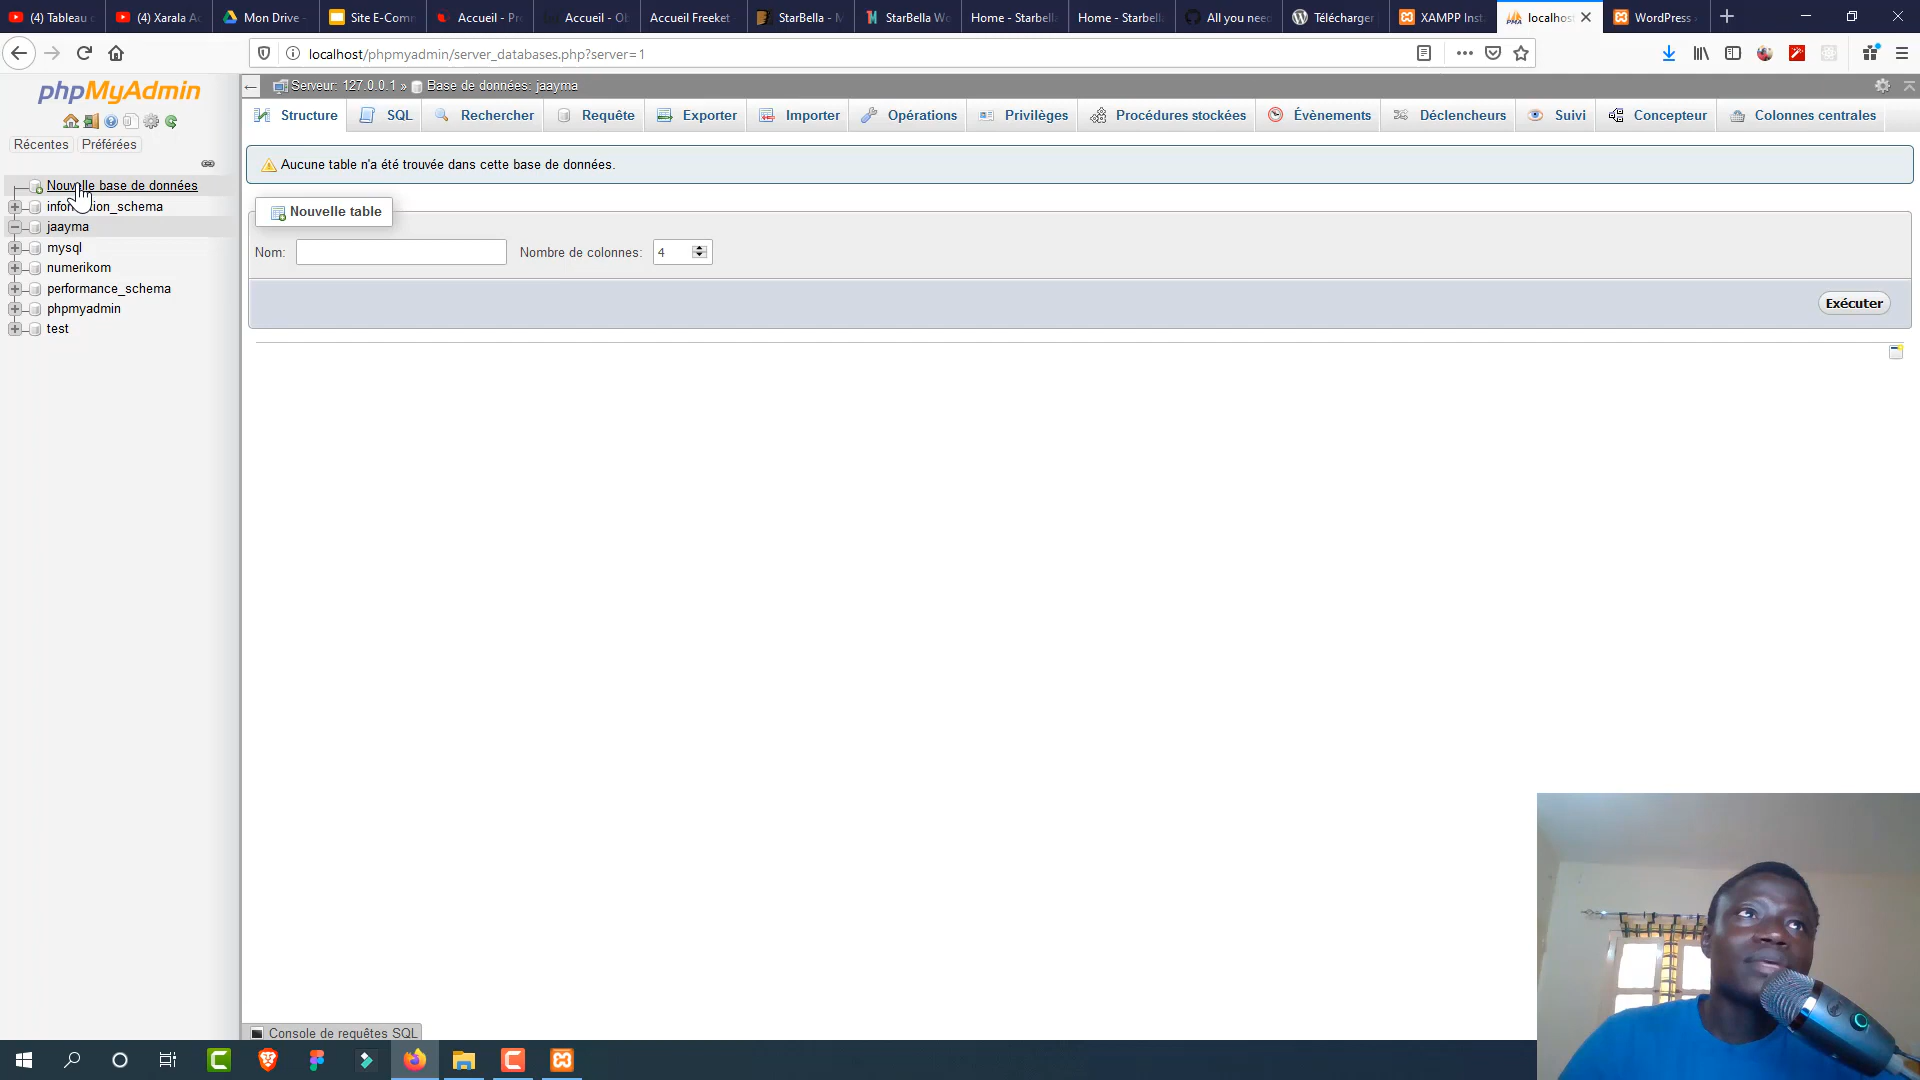 (4) Tableau
(4) Xarala A
Mon Drive
Site E-Com
Accueil - Pr
Accueil - Ol
Accueil Freeket
StarBella - M
StarBella Wo
Home - Starbell
Home - Starbell
All you need
Télécharger
XAMPP Inst
localhos
WordPress
localhost/phpmyadmin/server_databases.php?server=1
phpMyAdmin
Récentes
Préférées
Nouvelle base de données
information_schema
jaayma
mysql
numerikom
performance_schema
phpmyadmin
test
Serveur: 127.0.0.1 » Base de données: jaayma
Structure
SQL
Rechercher
Requête
Exporter
Importer
Opérations
Privilèges
Procédures stockées
Évènements
Déclencheurs
Suivi
Concepteur
Colonnes centrales
Aucune table n'a été trouvée dans cette base de données.
Nouvelle table
Nom:
Nombre de colonnes: 4
Exécuter
Console de requêtes SQL